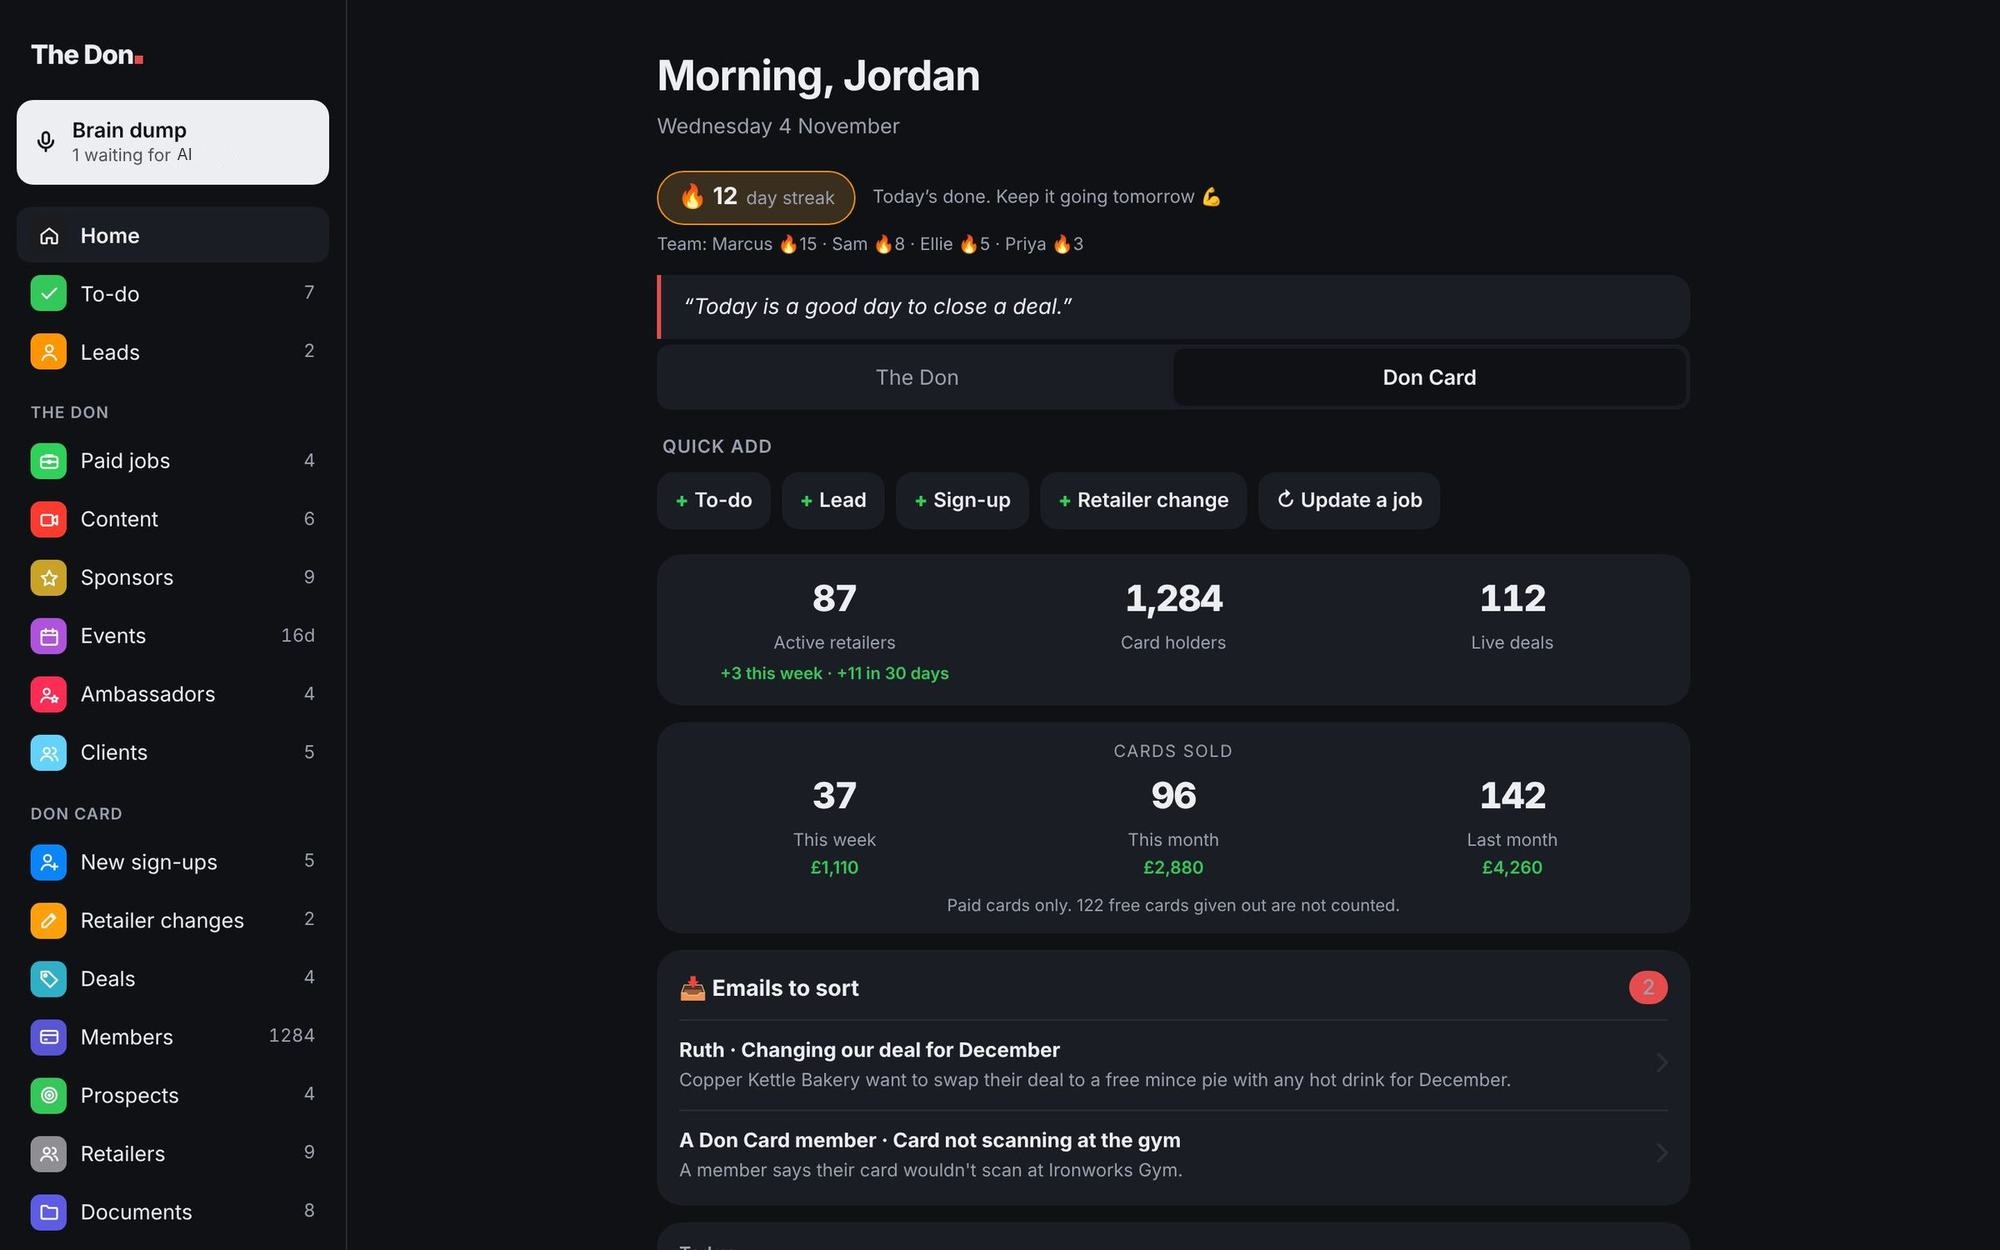 The Don.
Brain dump
1 waiting for AI
Home
To-do 7
Leads 2
THE DON
Paid jobs 4
Content 6
Sponsors 9
Events 16d
Ambassadors 4
Clients 5
DON CARD
New sign-ups 5
Retailer changes 2
Deals 4
Members 1284
Prospects 4
Retailers 9
Documents 8
Morning, Jordan
Wednesday 4 November
🔥 12 day streak Today’s done. Keep it going tomorrow 💪
Team: Marcus 🔥15 · Sam 🔥8 · Ellie 🔥5 · Priya 🔥3
“Today is a good day to close a deal.”
The Don Don Card
QUICK ADD
+ To-do + Lead + Sign-up + Retailer change ↻ Update a job
87 1,284 112
Active retailers Card holders Live deals
+3 this week · +11 in 30 days
CARDS SOLD
37 96 142
This week This month Last month
£1,110 £2,880 £4,260
Paid cards only. 122 free cards given out are not counted.
📥 Emails to sort 2
Ruth · Changing our deal for December
Copper Kettle Bakery want to swap their deal to a free mince pie with any hot drink for December.
A Don Card member · Card not scanning at the gym
A member says their card wouldn't scan at Ironworks Gym.